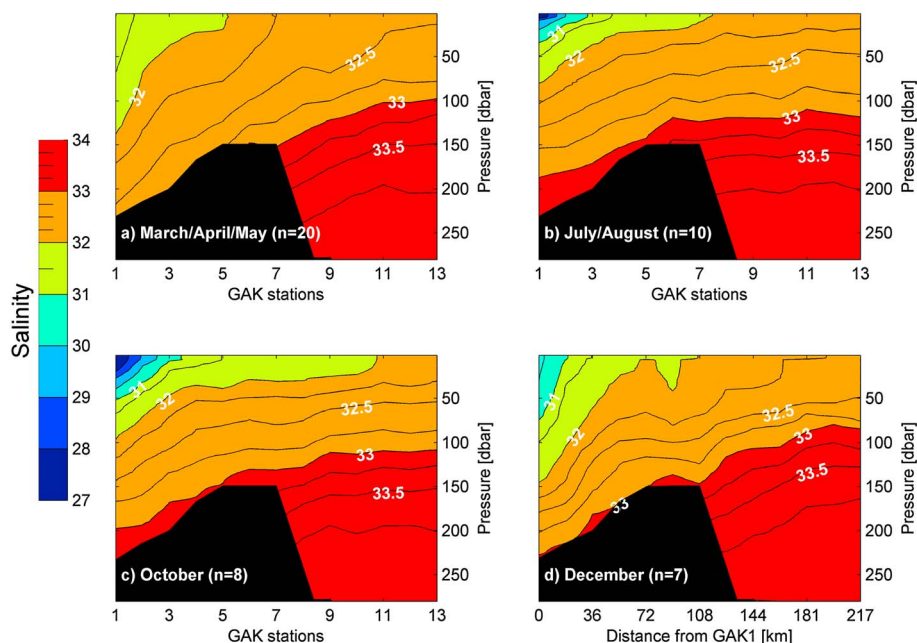 32
32.5
33
33.5
a) March/April/May (n=20)
1 3 5 7 9 11 13
GAK stations
50
100
150
200
250
Pressure [dbar]
31
32
32.5
33
33.5
b) July/August (n=10)
1 3 5 7 9 11 13
GAK stations
50
100
150
200
250
Pressure [dbar]
Salinity
34
33
32
31
30
29
28
27
31
32
32.5
33
33.5
c) October (n=8)
1 3 5 7 9 11 13
GAK stations
50
100
150
200
250
Pressure [dbar]
31
32
32.5
33
33.5
33
d) December (n=7)
0 36 72 108 144 181 217
Distance from GAK1 [km]
50
100
150
200
250
Pressure [dbar]